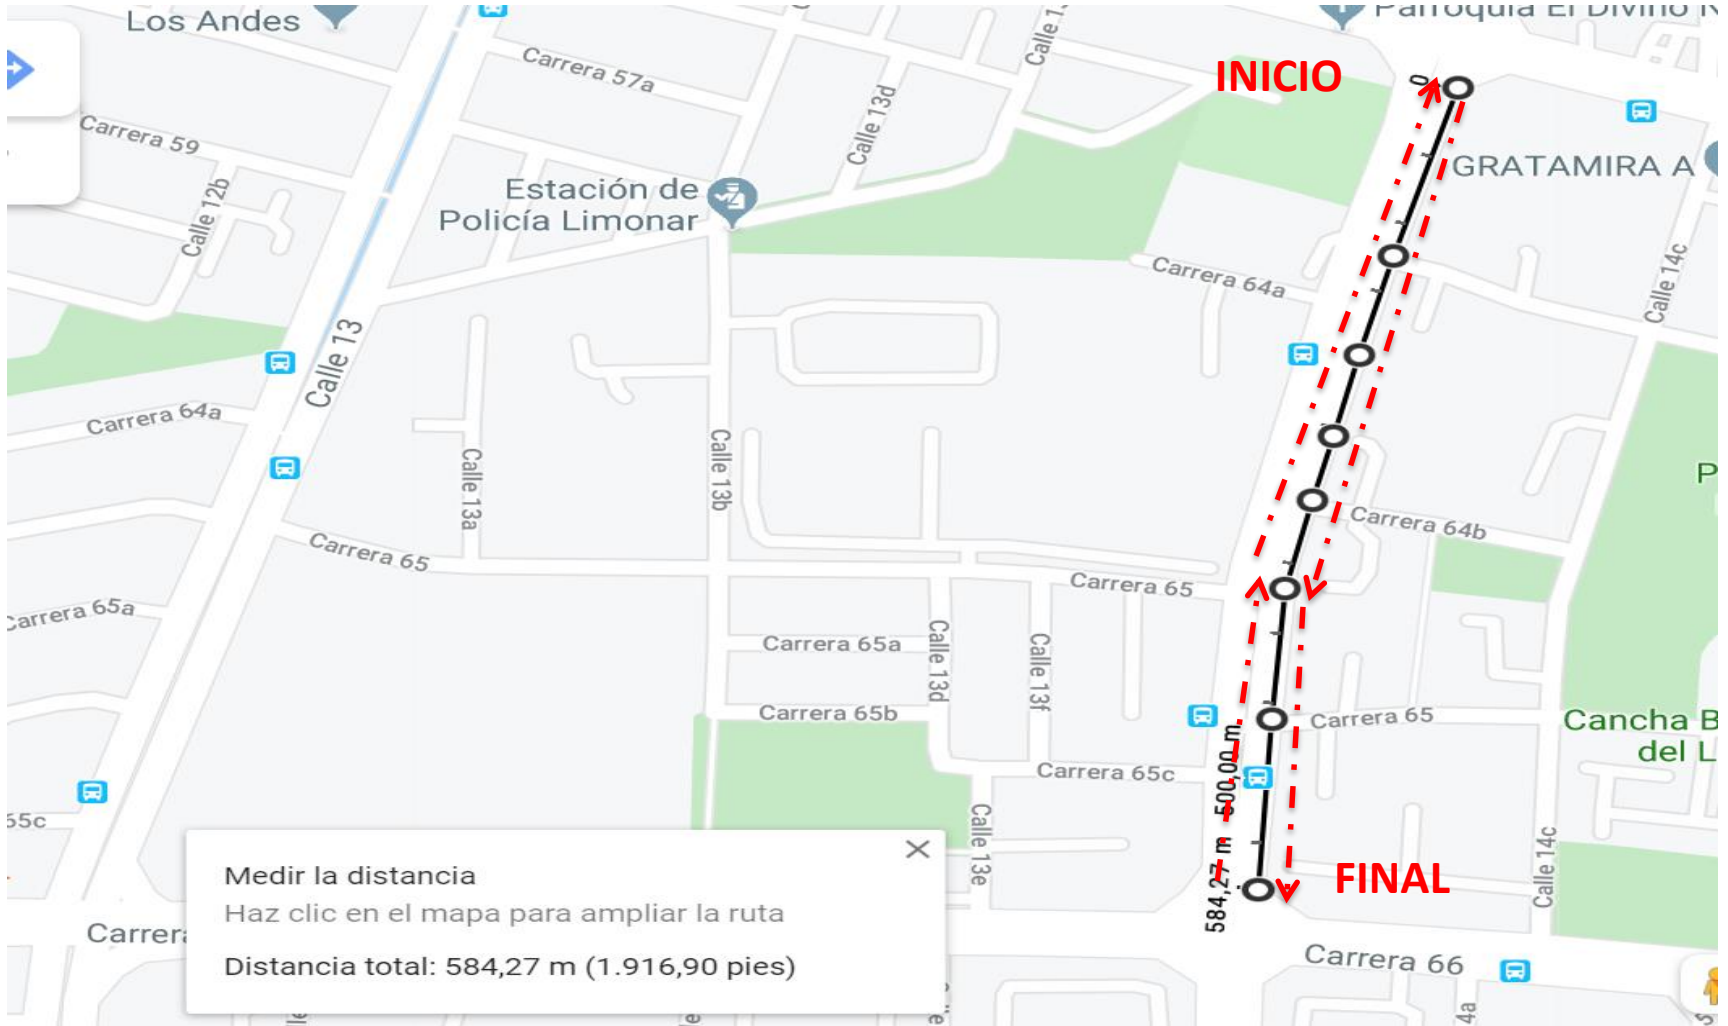 Los Andes
Parroquia El Divino
INICIO
0
Carrera 57a
Calle 13d
Carrera 59
Calle 12b
GRATAMIRA A
Estación de
Policía Limonar
Carrera 64a
Calle 14c
Calle 13
Carrera 64a
Calle 13b
Calle 13a
Carrera 64b
Carrera 65
Carrera 65
Carrera 65a
Carrera 65a
Calle 13d
Calle 13f
Carrera 65b
Carrera 65
Cancha B
del L
500,00 m
Carrera 65c
65c
Calle 13e
Calle 14c
584,27 m
FINAL
Medir la distancia
Haz clic en el mapa para ampliar la ruta
Distancia total: 584,27 m (1.916,90 pies)
Carrera 66
4a